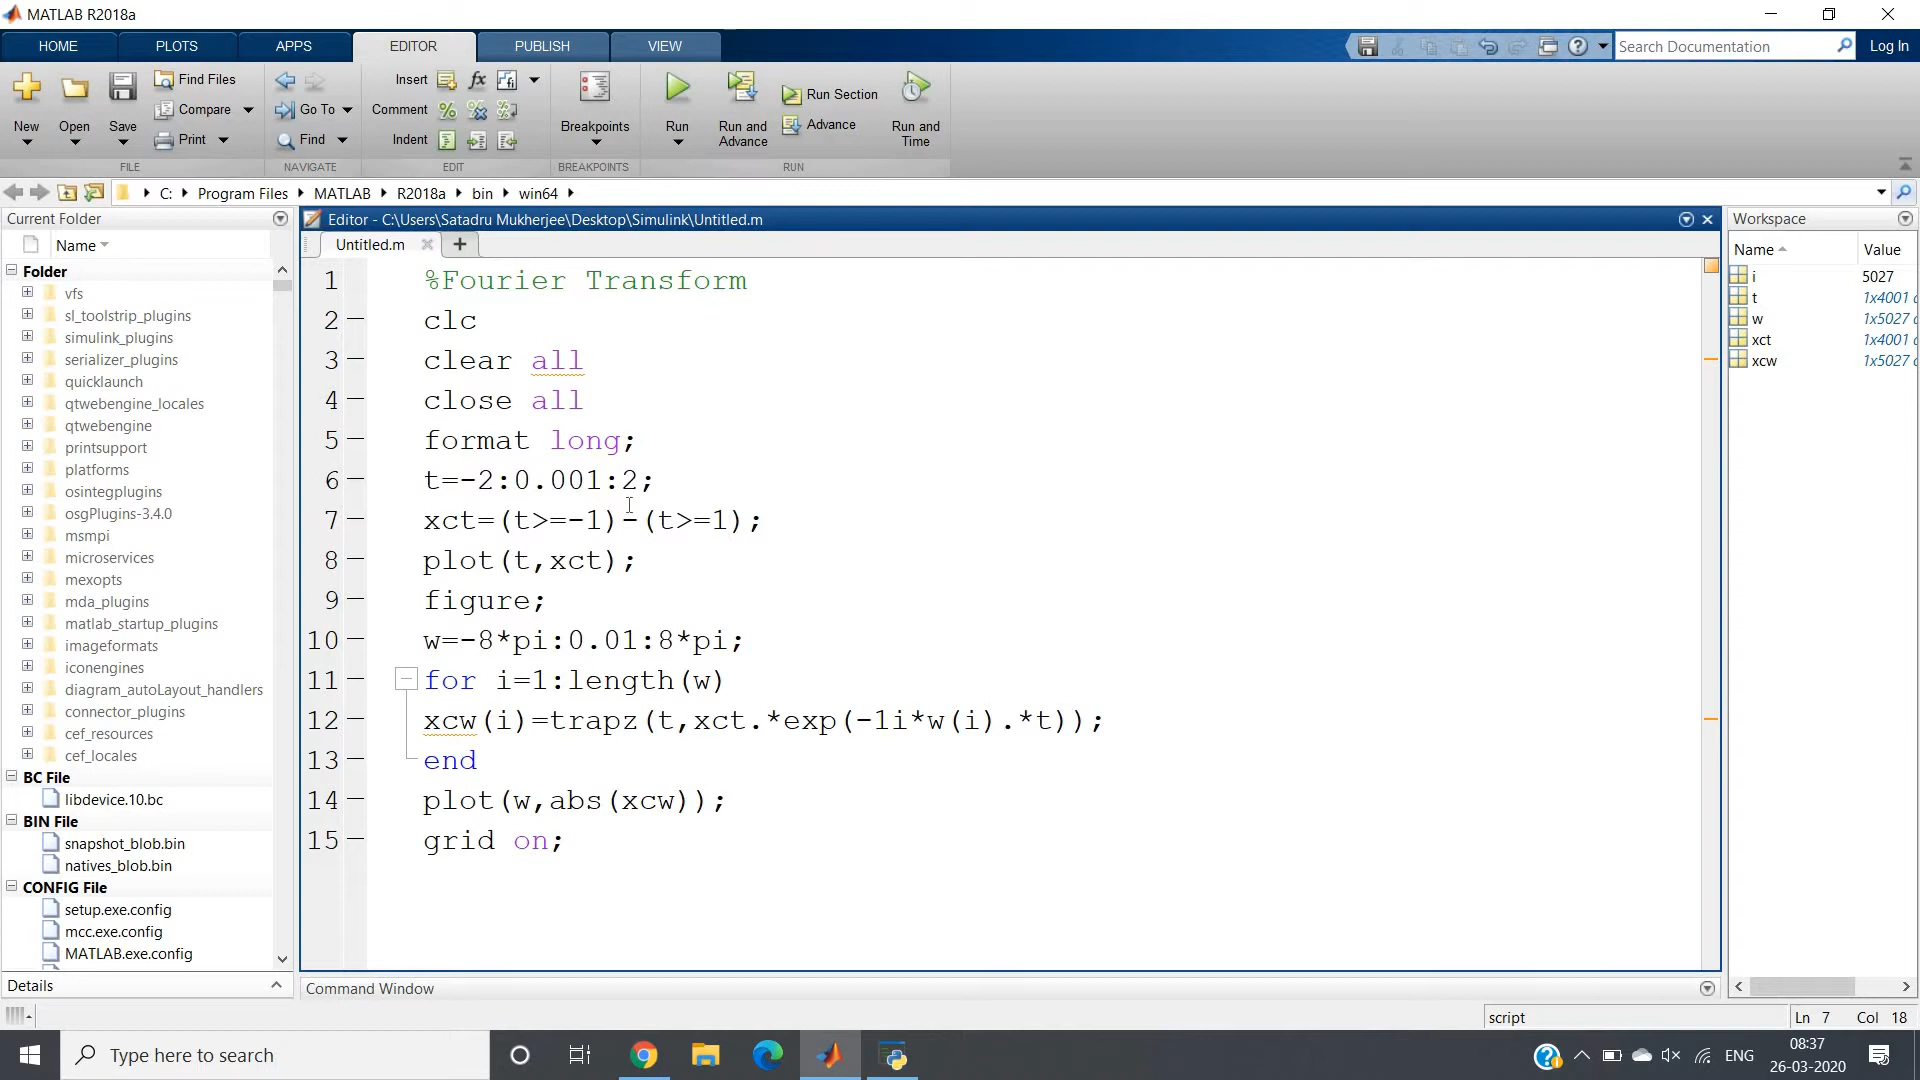 MATLAB R2018a
HOME PLOTS APPS EDITOR PUBLISH VIEW
Search Documentation
Log In
New
Open
Save
Find Files
Compare
Print
FILE
Go To
Find
NAVIGATE
Insert
Comment
Indent
EDIT
Breakpoints
BREAKPOINTS
Run
Run and Advance
Run Section
Advance
Run and Time
RUN
C: Program Files MATLAB R2018a bin win64
Current Folder
Name
Folder
vfs
sl_toolstrip_plugins
simulink_plugins
serializer_plugins
quicklaunch
qtwebengine_locales
qtwebengine
printsupport
platforms
osintegplugins
osgPlugins-3.4.0
msmpi
microservices
mexopts
mda_plugins
matlab_startup_plugins
imageformats
iconengines
diagram_autoLayout_handlers
connector_plugins
cef_resources
cef_locales
BC File
libdevice.10.bc
BIN File
snapshot_blob.bin
natives_blob.bin
CONFIG File
setup.exe.config
mcc.exe.config
MATLAB.exe.config
Details
Editor - C:\Users\Satadru Mukherjee\Desktop\Simulink\Untitled.m
Untitled.m
1 %Fourier Transform
2 clc
3 clear all
4 close all
5 format long;
6 t=-2:0.001:2;
7 xct=(t>=-1)-(t>=1);
8 plot(t,xct);
9 figure;
10 w=-8*pi:0.01:8*pi;
11 for i=1:length(w)
12 xcw(i)=trapz(t,xct.*exp(-1i*w(i).*t));
13 end
14 plot(w,abs(xcw));
15 grid on;
Command Window
Workspace
Name Value
i 5027
t 1x4001
w 1x5027
xct 1x4001
xcw 1x5027
script
Ln 7 Col 18
Type here to search
ENG
08:37
26-03-2020